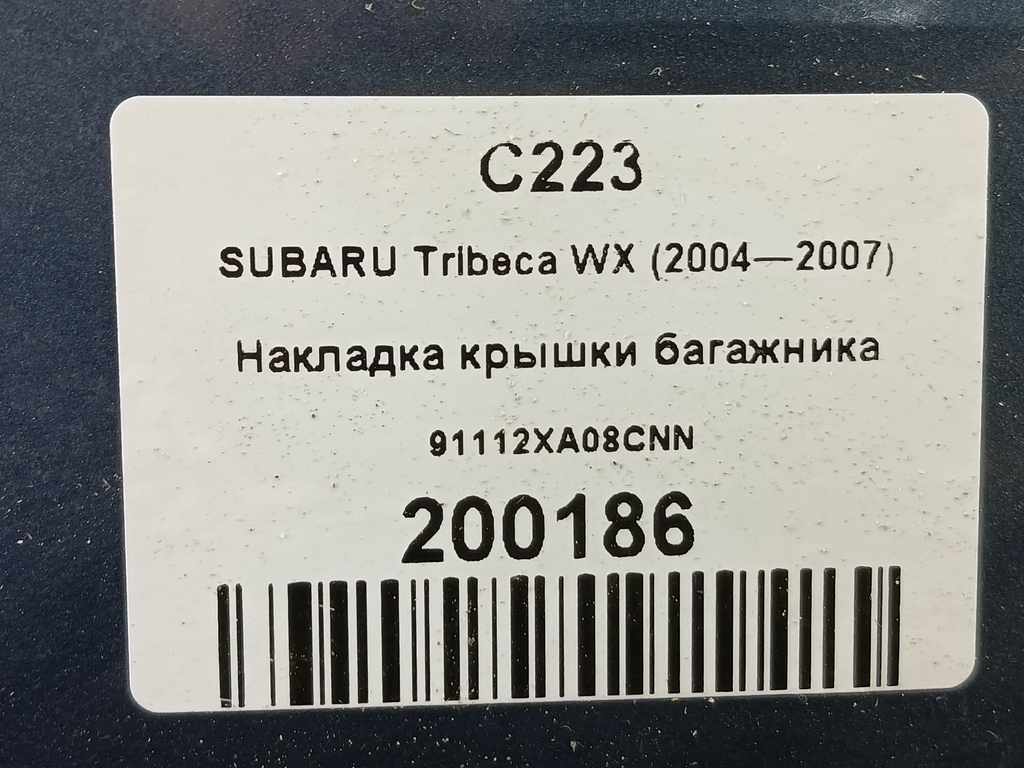 C223
SUBARU Tribeca WX (2004—2007)
Накладка крышки багажника
91112XA08CNN
200186